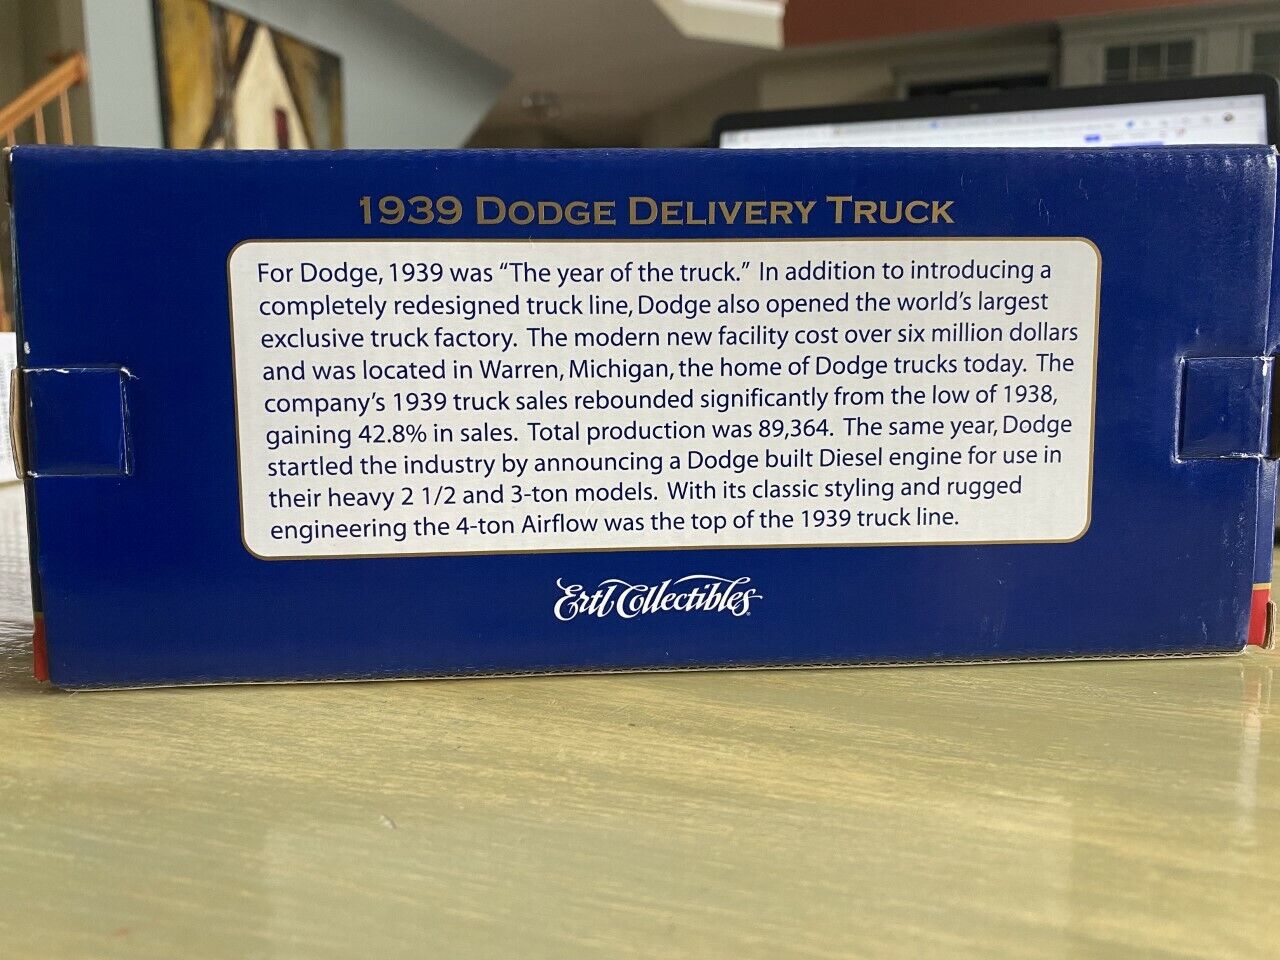 1939 DODGE DELIVERY TRUCK
For Dodge, 1939 was “The year of the truck.” In addition to introducing a
completely redesigned truck line, Dodge also opened the world’s largest
exclusive truck factory. The modern new facility cost over six million dollars
and was located in Warren, Michigan, the home of Dodge trucks today. The
company’s 1939 truck sales rebounded significantly from the low of 1938,
gaining 42.8% in sales. Total production was 89,364. The same year, Dodge
startled the industry by announcing a Dodge built Diesel engine for use in
their heavy 2 1/2 and 3-ton models. With its classic styling and rugged
engineering the 4-ton Airflow was the top of the 1939 truck line.
Ertl Collectibles